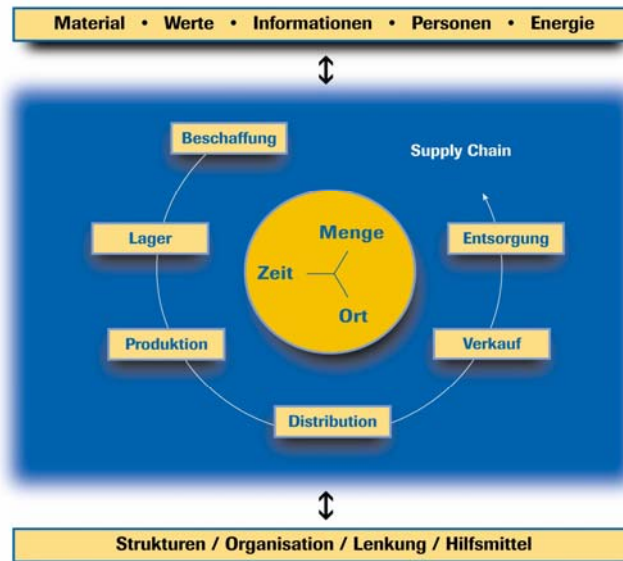 Material • Werte • Informationen • Personen • Energie
Beschaffung
Supply Chain
Lager
Menge
Entsorgung
Zeit
Ort
Produktion
Verkauf
Distribution
Strukturen / Organisation / Lenkung / Hilfsmittel